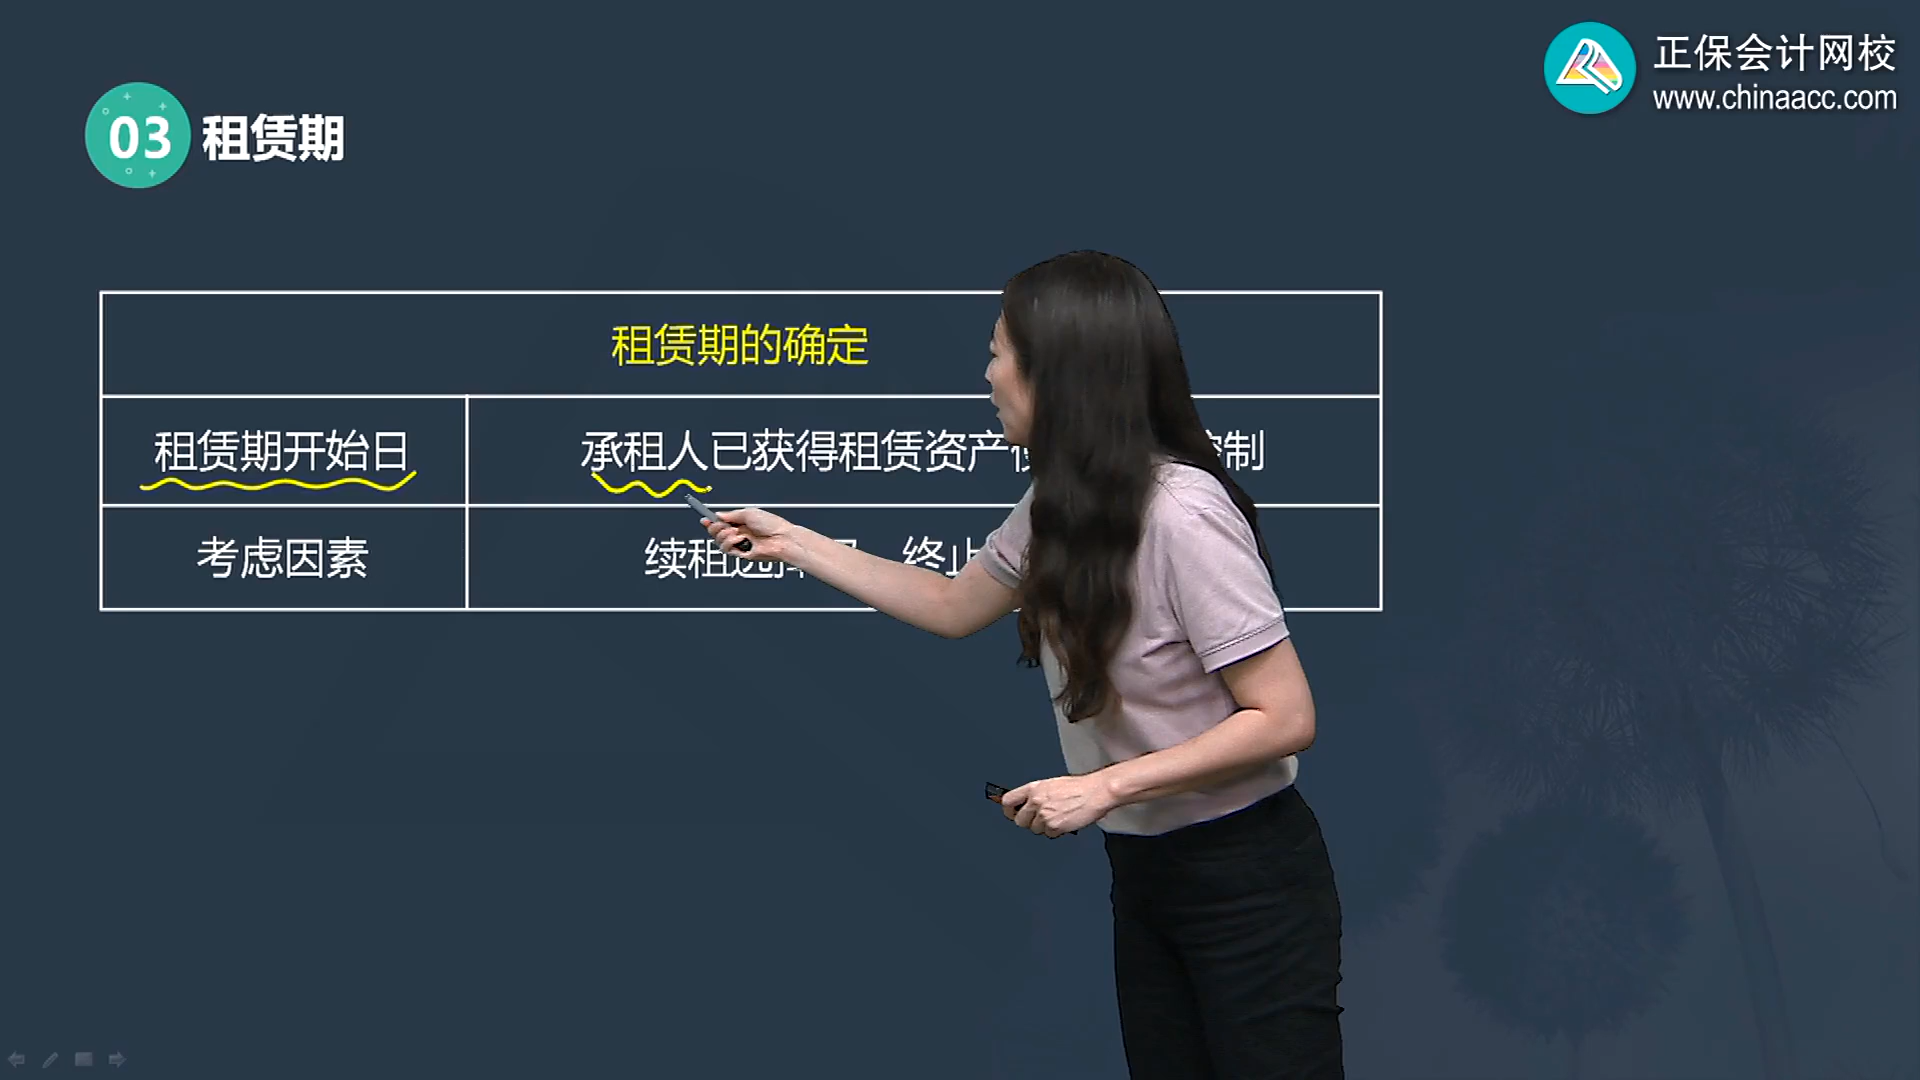 正保会计网校
www.chinaacc.com
03 租赁期
租赁期的确定
租赁期开始日 承租人已获得租赁资产 制
考虑因素 续租选 终止